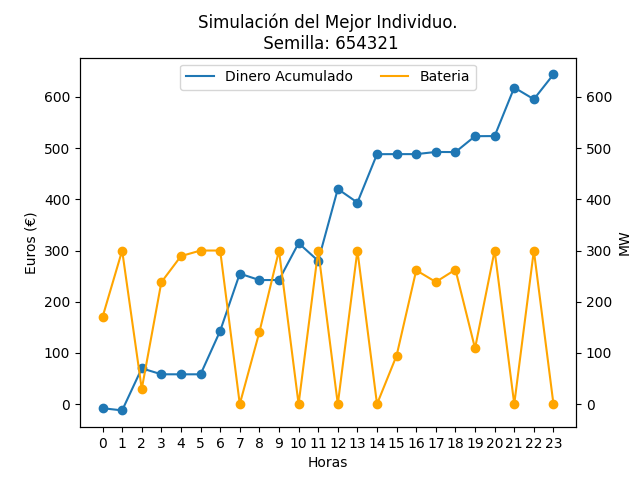 Simulación del Mejor Individuo.
Semilla: 654321
Dinero Acumulado
Bateria
600
500
400
300
200
100
0
Euros (€)
600
500
400
300
200
100
0
MW
0 1 2 3 4 5 6 7 8 9 10 11 12 13 14 15 16 17 18 19 20 21 22 23
Horas